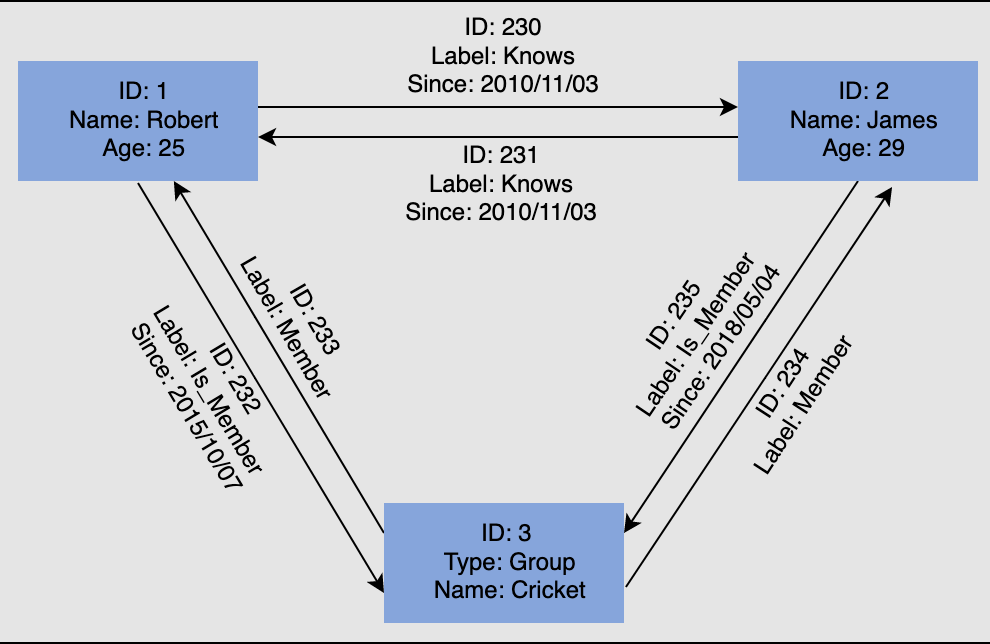 ID: 230
Label: Knows
Since: 2010/11/03
ID: 1
Name: Robert
Age: 25
ID: 2
Name: James
Age: 29
ID: 231
Label: Knows
Since: 2010/11/03
ID: 233
Label: Member
ID: 232
Label: Is_Member
Since: 2015/10/07
ID: 235
Label: Is_Member
Since: 2018/05/04
ID: 234
Label: Member
ID: 3
Type: Group
Name: Cricket